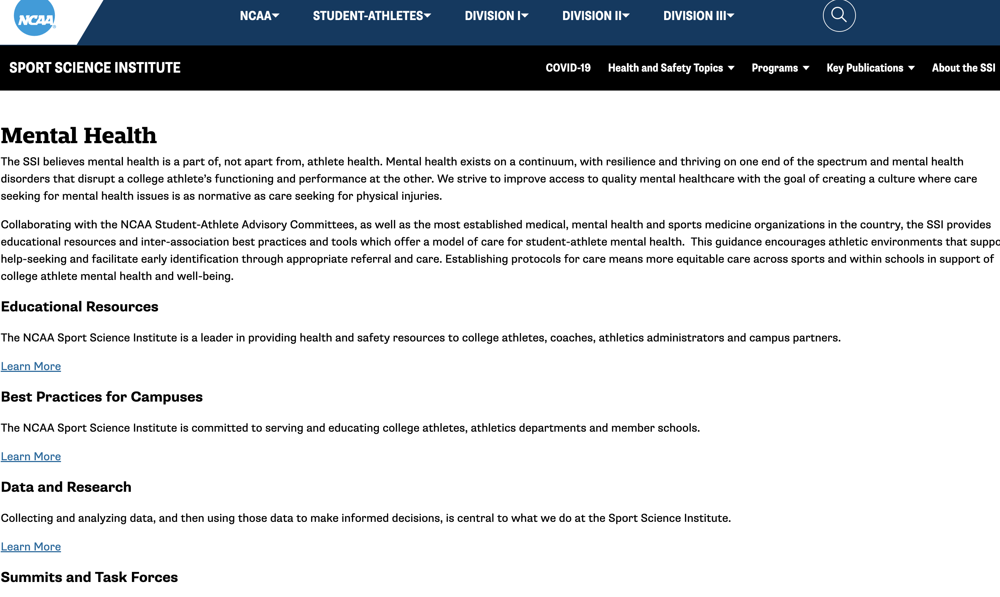 NCAA®
NCAA
STUDENT-ATHLETES
DIVISION I
DIVISION II
DIVISION III
SPORT SCIENCE INSTITUTE
COVID-19
Health and Safety Topics
Programs
Key Publications
About the SSI
Mental Health
The SSI believes mental health is a part of, not apart from, athlete health. Mental health exists on a continuum, with resilience and thriving on one end of the spectrum and mental health
disorders that disrupt a college athlete’s functioning and performance at the other. We strive to improve access to quality mental healthcare with the goal of creating a culture where care
seeking for mental health issues is as normative as care seeking for physical injuries.
Collaborating with the NCAA Student-Athlete Advisory Committees, as well as the most established medical, mental health and sports medicine organizations in the country, the SSI provides
educational resources and inter-association best practices and tools which offer a model of care for student-athlete mental health.  This guidance encourages athletic environments that suppo
help-seeking and facilitate early identification through appropriate referral and care. Establishing protocols for care means more equitable care across sports and within schools in support of
college athlete mental health and well-being.
Educational Resources
The NCAA Sport Science Institute is a leader in providing health and safety resources to college athletes, coaches, athletics administrators and campus partners.
Learn More
Best Practices for Campuses
The NCAA Sport Science Institute is committed to serving and educating college athletes, athletics departments and member schools.
Learn More
Data and Research
Collecting and analyzing data, and then using those data to make informed decisions, is central to what we do at the Sport Science Institute.
Learn More
Summits and Task Forces